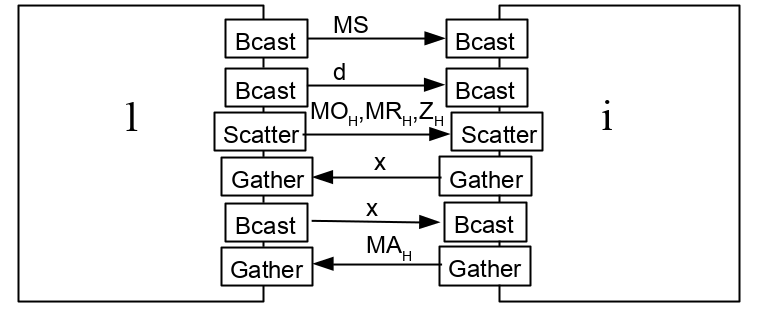 Bcast MS Bcast
Bcast d Bcast
1 Scatter MO_H,MR_H,Z_H Scatter i
Gather x Gather
Bcast x Bcast
Gather MA_H Gather